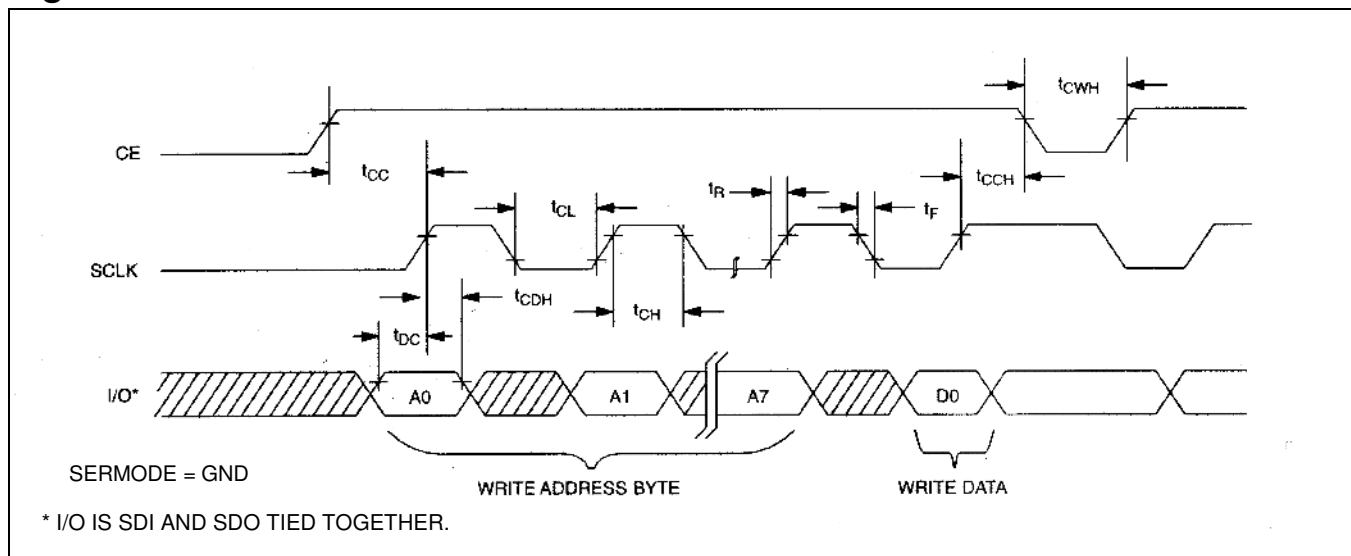 tCWH
CE
tCC
tCCH
tR
tCL
tF
SCLK
tCDH
tCH
tDC
I/O*
A0
A1
A7
D0
SERMODE = GND
WRITE ADDRESS BYTE
WRITE DATA
* I/O IS SDI AND SDO TIED TOGETHER.